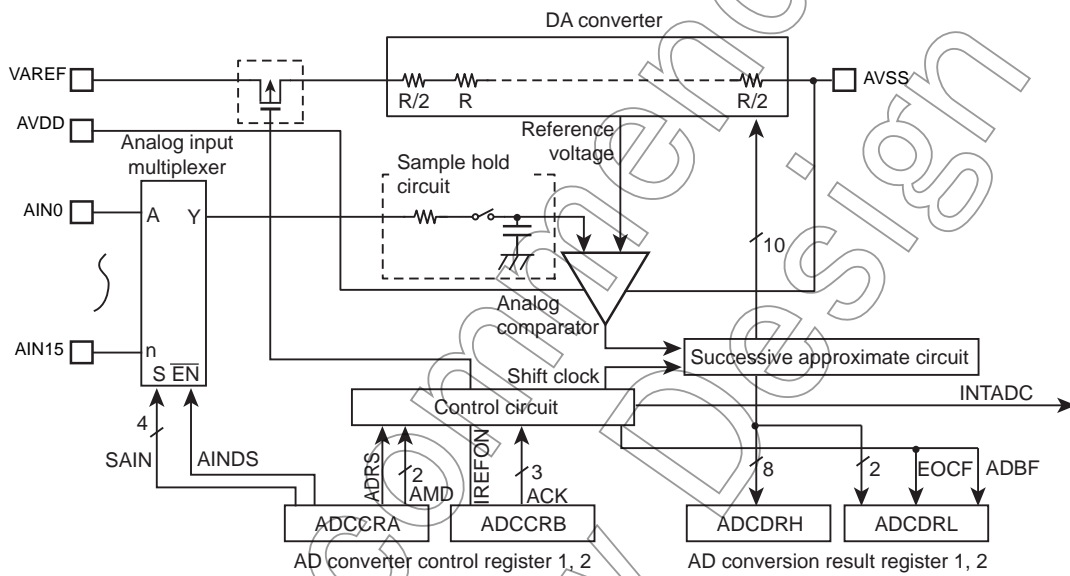 DA converter
VAREF
AVSS
R/2
R
R/2
AVDD
Reference
voltage
Analog input
multiplexer
Sample hold
circuit
AIN0
A
Y
10
Analog
comparator
AIN15
n
S
EN
Successive approximate circuit
Shift clock
INTADC
Control circuit
4
SAIN
AINDS
ADRS
2
AMD
IREFON
3
ACK
8
2
EOCF
ADBF
ADCCRA
ADCCRB
ADCDRH
ADCDRL
AD converter control register 1, 2
AD conversion result register 1, 2